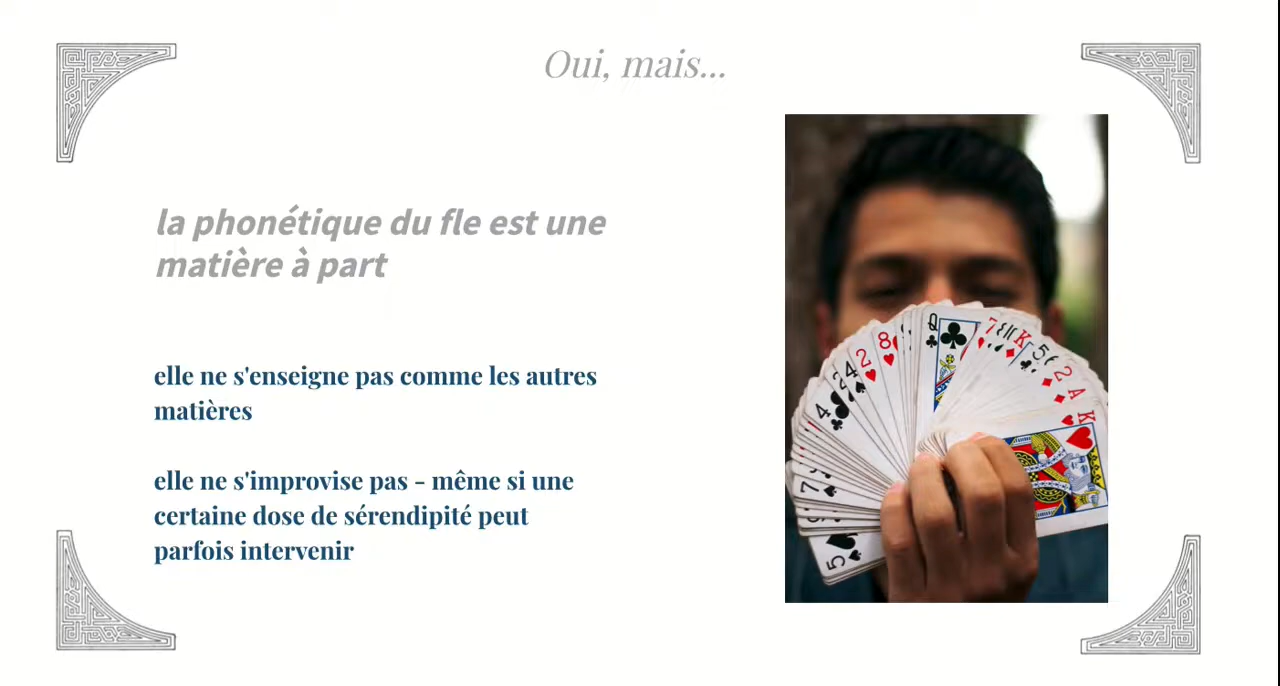 Oui, mais...
la phonétique du fle est une
matière à part
elle ne s'enseigne pas comme les autres
matières
elle ne s'improvise pas - même si une
certaine dose de sérendipité peut
parfois intervenir